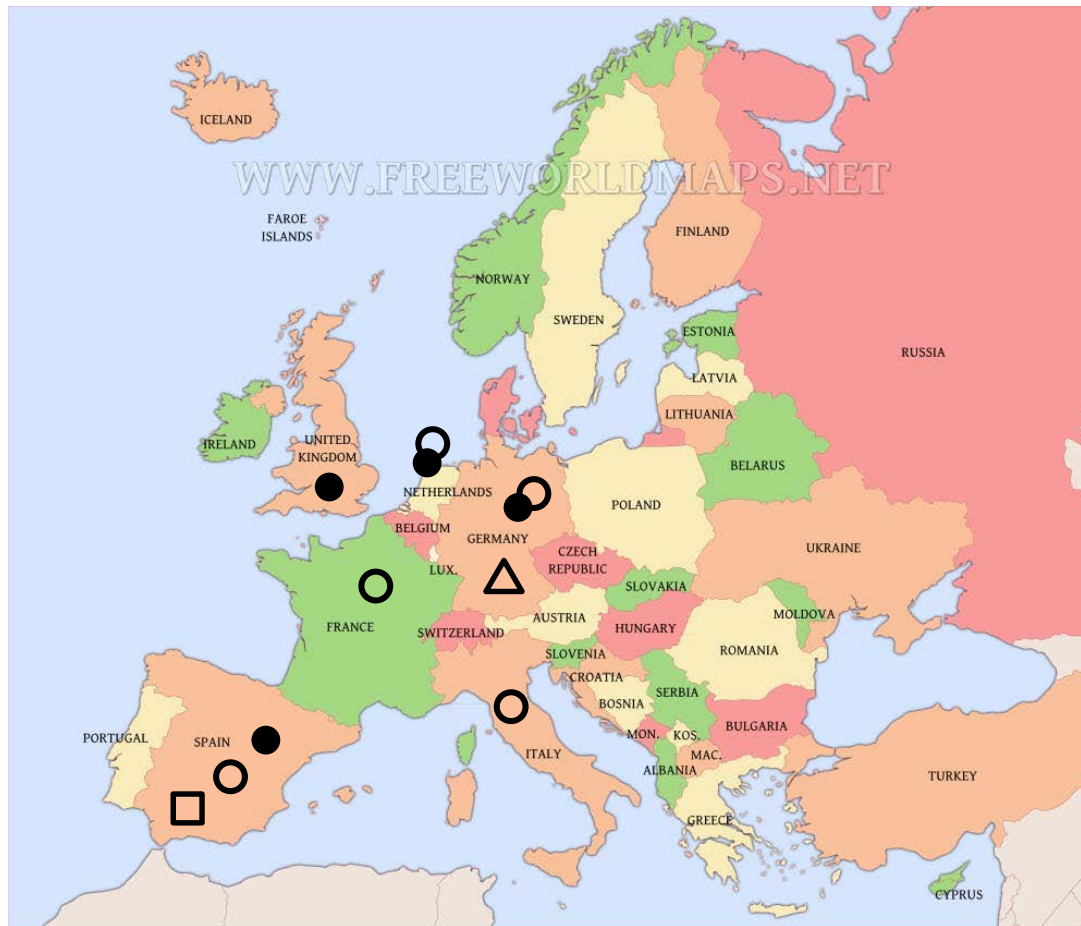 ICELAND
WWW.FREEWORLDMAPS.NET
FAROE
ISLANDS
FINLAND
NORWAY
SWEDEN
ESTONIA
RUSSIA
LATVIA
LITHUANIA
IRELAND
UNITED
KINGDOM
BELARUS
NETHERLANDS
POLAND
BELGIUM
GERMANY
UKRAINE
CZECH
REPUBLIC
LUX.
SLOVAKIA
MOLDOVA
AUSTRIA
FRANCE
SWITZERLAND
HUNGARY
ROMANIA
SLOVENIA
CROATIA
SERBIA
BOSNIA
BULGARIA
PORTUGAL
SPAIN
ITALY
MON.
KOS.
MAC.
ALBANIA
TURKEY
GREECE
CYPRUS